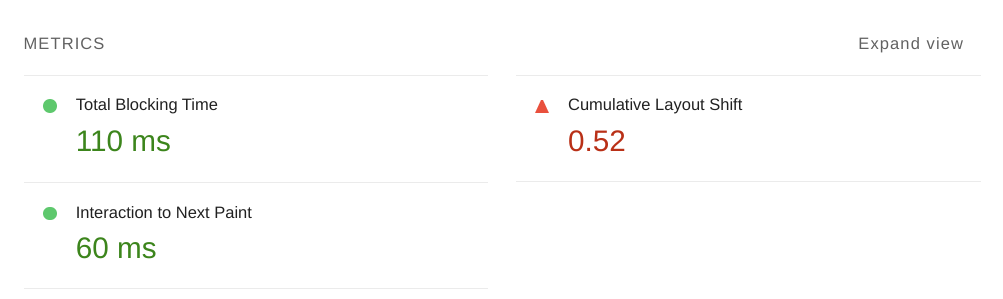 METRICS
Expand view
Total Blocking Time
110 ms
Cumulative Layout Shift
0.52
Interaction to Next Paint
60 ms